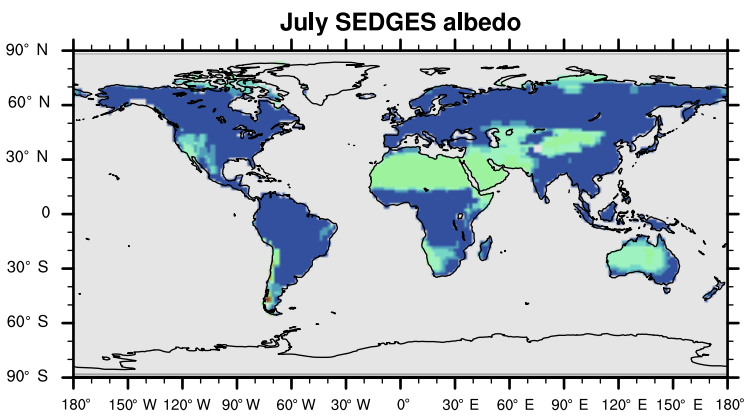 July SEDGES albedo
90° N
60° N
30° N
0
30° S
60° S
90° S
180° 150° W 120° W 90° W 60° W 30° W 0° 30° E 60° E 90° E 120° E 150° E 180°